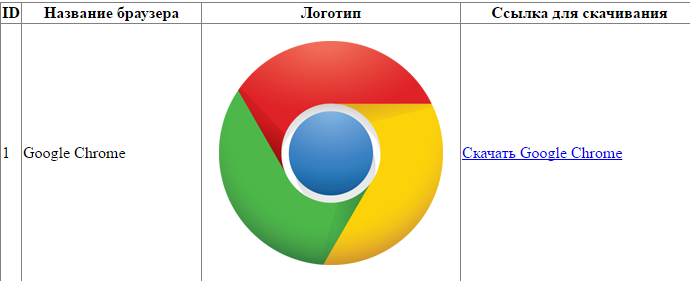 ID Название браузера Логотип Ссылка для скачивания
1 Google Chrome Скачать Google Chrome